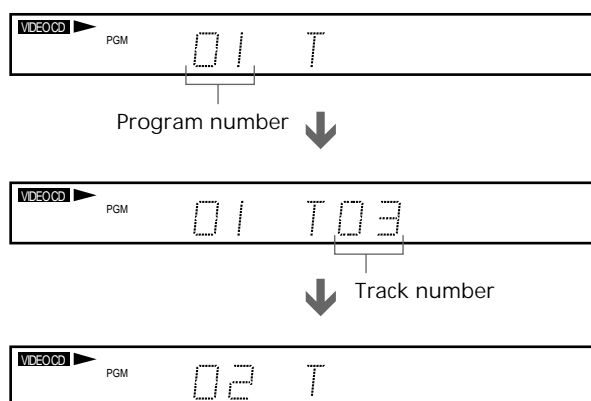 VIDEOCD
PGM
01 T
Program number
VIDEOCD
PGM
01 T03
Track number
VIDEOCD
PGM
02 T